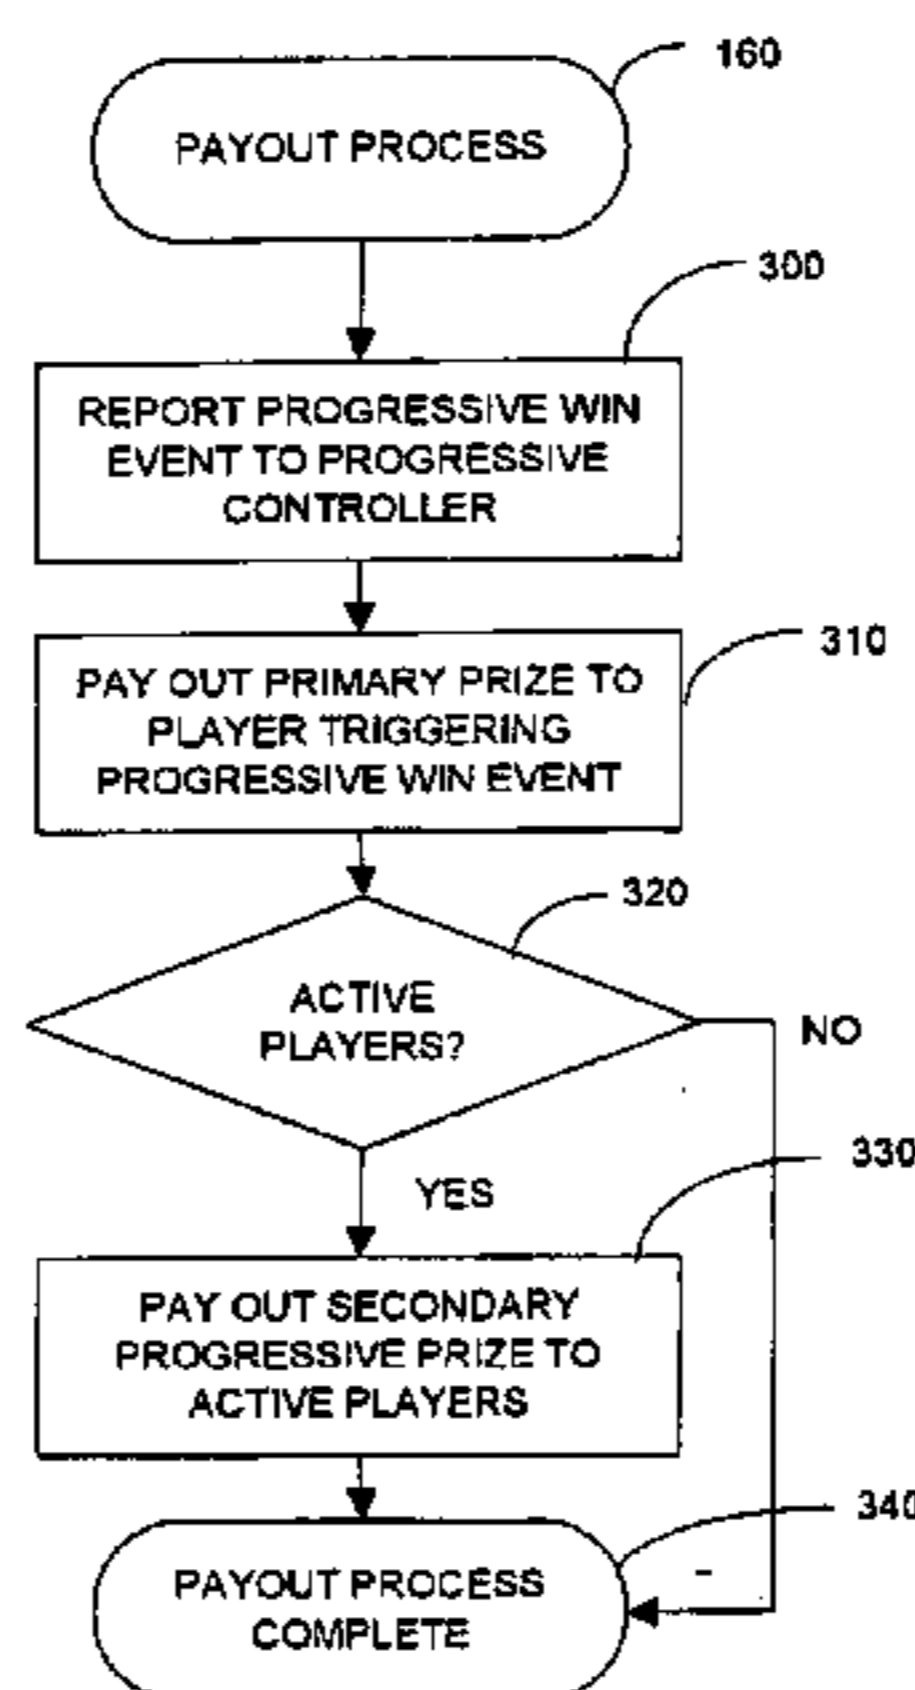 160
PAYOUT PROCESS
300
REPORT PROGRESSIVE WIN
EVENT TO PROGRESSIVE
CONTROLLER
310
PAY OUT PRIMARY PRIZE TO
PLAYER TRIGGERING
PROGRESSIVE WIN EVENT
320
ACTIVE
PLAYERS?
NO
330
YES
PAY OUT SECONDARY
PROGRESSIVE PRIZE TO
ACTIVE PLAYERS
340
PAYOUT PROCESS
COMPLETE